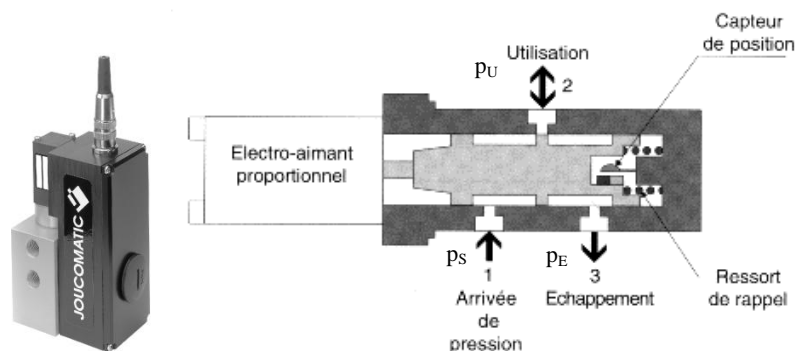 JOUCOMATIC
Electro-aimant
proportionnel
pU
Utilisation
2
Capteur
de position
pS
1
Arrivée
de
pression
pE
3
Echappement
Ressort
de rappel